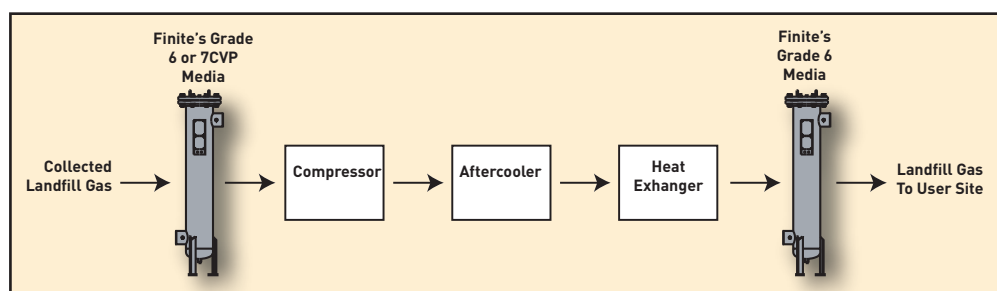 Finite's Grade
6 or 7CVP
Media
Finite's
Grade 6
Media
Collected
Landfill Gas
Compressor
Aftercooler
Heat
Exhanger
Landfill Gas
To User Site